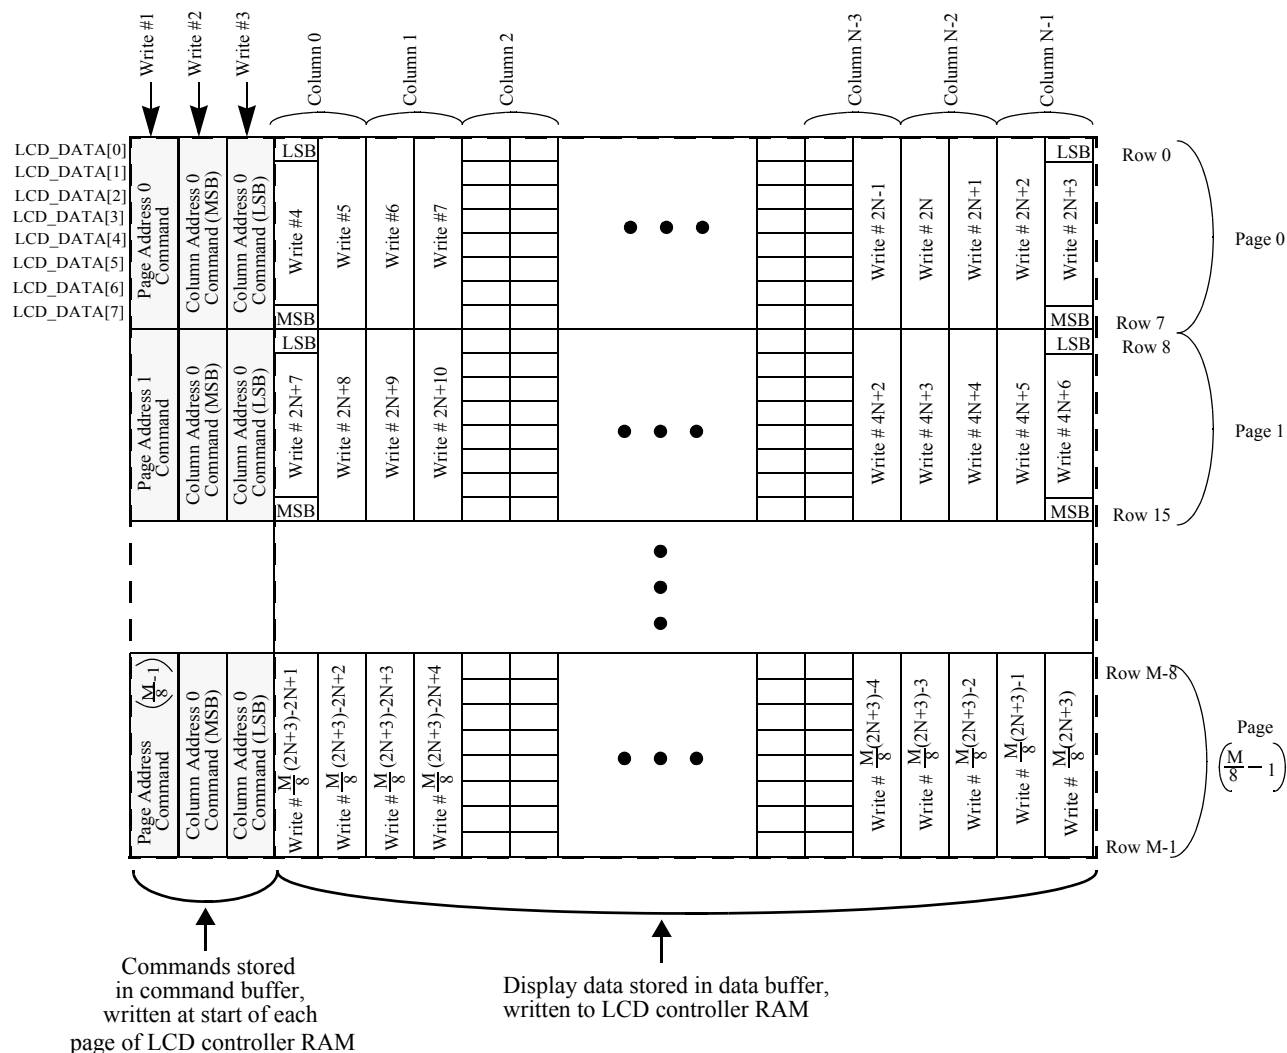 Write #1
Write #2
Write #3
Column 0
Column 1
Column 2
Column N-3
Column N-2
Column N-1
LCD_DATA[0]
LCD_DATA[1]
LCD_DATA[2]
LCD_DATA[3]
LCD_DATA[4]
LCD_DATA[5]
LCD_DATA[6]
LCD_DATA[7]
Page Address 0
Command
Column Address 0
Command (MSB)
Column Address 0
Command (LSB)
LSB
Write #4
MSB
Write #5
Write #6
Write #7
Write # 2N-1
Write # 2N
Write # 2N+1
Write # 2N+2
LSB
Write # 2N+3
MSB
Row 0
Row 7
Page 0
Page Address 1
Command
Column Address 0
Command (MSB)
Column Address 0
Command (LSB)
LSB
Write # 2N+7
MSB
Write # 2N+8
Write # 2N+9
Write # 2N+10
Write # 4N+2
Write # 4N+3
Write # 4N+4
Write # 4N+5
LSB
Write # 4N+6
MSB
Row 8
Row 15
Page 1
Page Address (M/8-1)
Command
Column Address 0
Command (MSB)
Column Address 0
Command (LSB)
Write # M/8(2N+3)-2N+1
Write # M/8(2N+3)-2N+2
Write # M/8(2N+3)-2N+3
Write # M/8(2N+3)-2N+4
Write # M/8(2N+3)-4
Write # M/8(2N+3)-3
Write # M/8(2N+3)-2
Write # M/8(2N+3)-1
Write # M/8(2N+3)
Row M-8
Row M-1
Page
(M/8 − 1)
Commands stored
in command buffer,
written at start of each
page of LCD controller RAM
Display data stored in data buffer,
written to LCD controller RAM